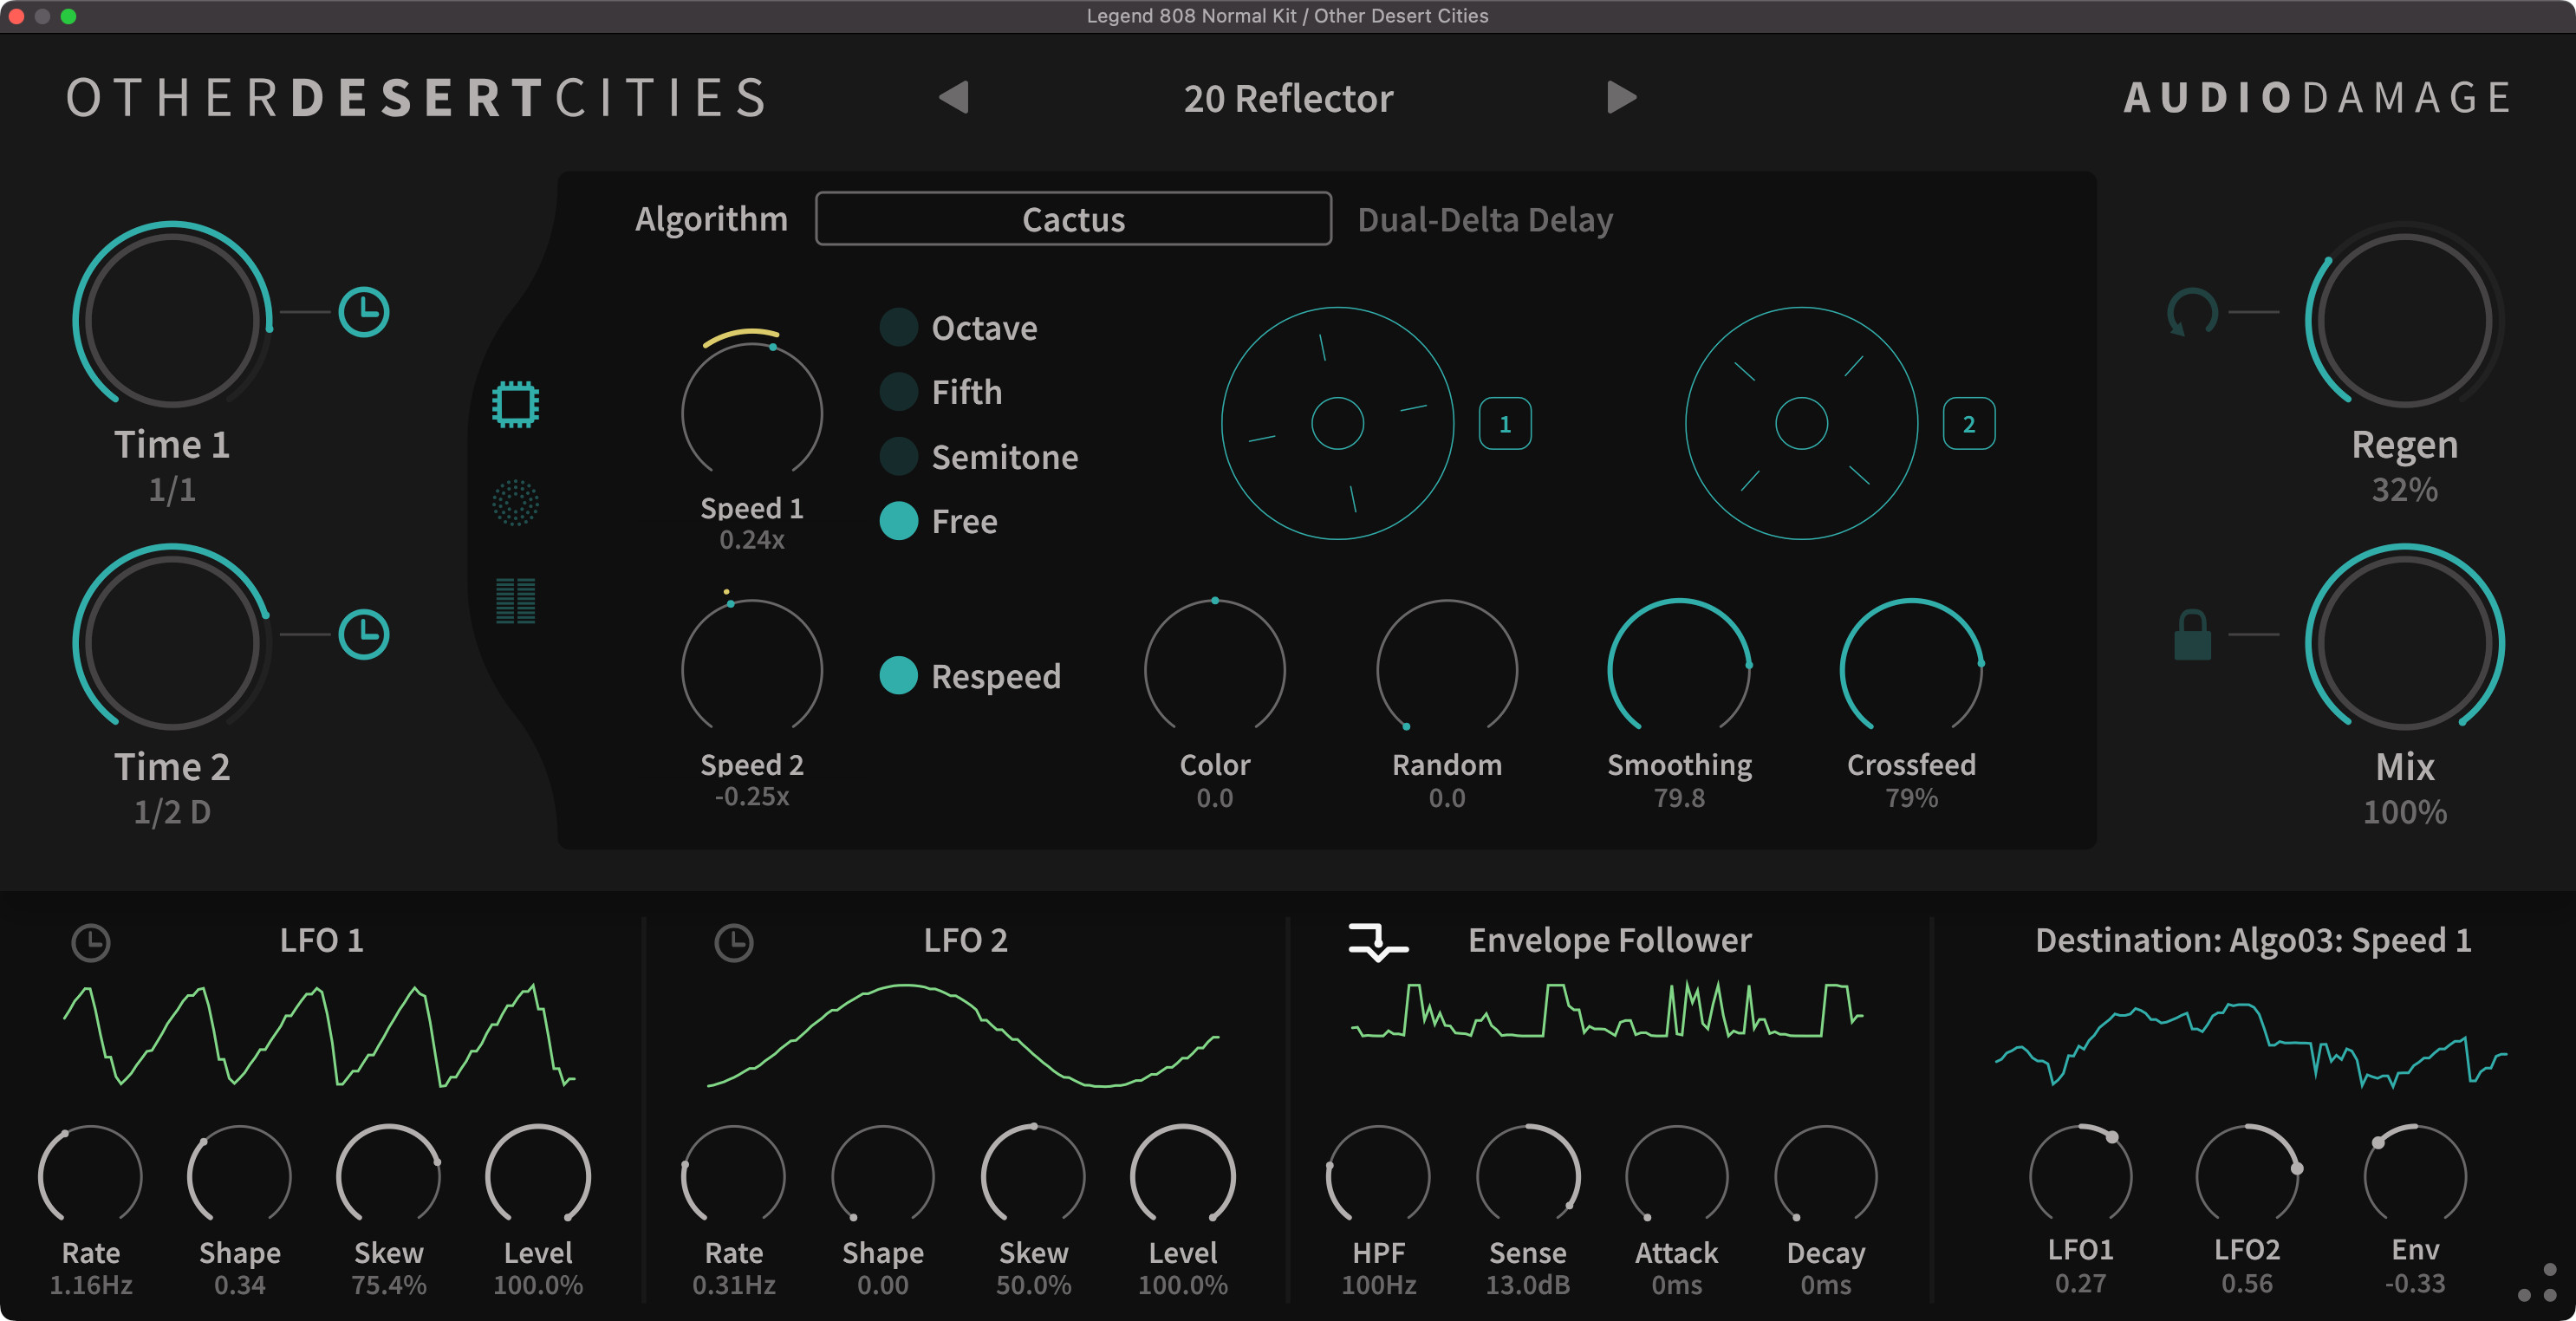 Legend 808 Normal Kit / Other Desert Cities
OTHERDESERTCITIES
20 Reflector
AUDIODAMAGE
Algorithm
Cactus
Dual-Delta Delay
Time 1
1/1
Time 2
1/2 D
Speed 1
0.24x
Speed 2
-0.25x
Octave
Fifth
Semitone
Free
Respeed
1
2
Color
0.0
Random
0.0
Smoothing
79.8
Crossfeed
79%
Regen
32%
Mix
100%
LFO 1
Rate
1.16Hz
Shape
0.34
Skew
75.4%
Level
100.0%
LFO 2
Rate
0.31Hz
Shape
0.00
Skew
50.0%
Level
100.0%
Envelope Follower
HPF
100Hz
Sense
13.0dB
Attack
0ms
Decay
0ms
Destination: Algo03: Speed 1
LFO1
0.27
LFO2
0.56
Env
-0.33